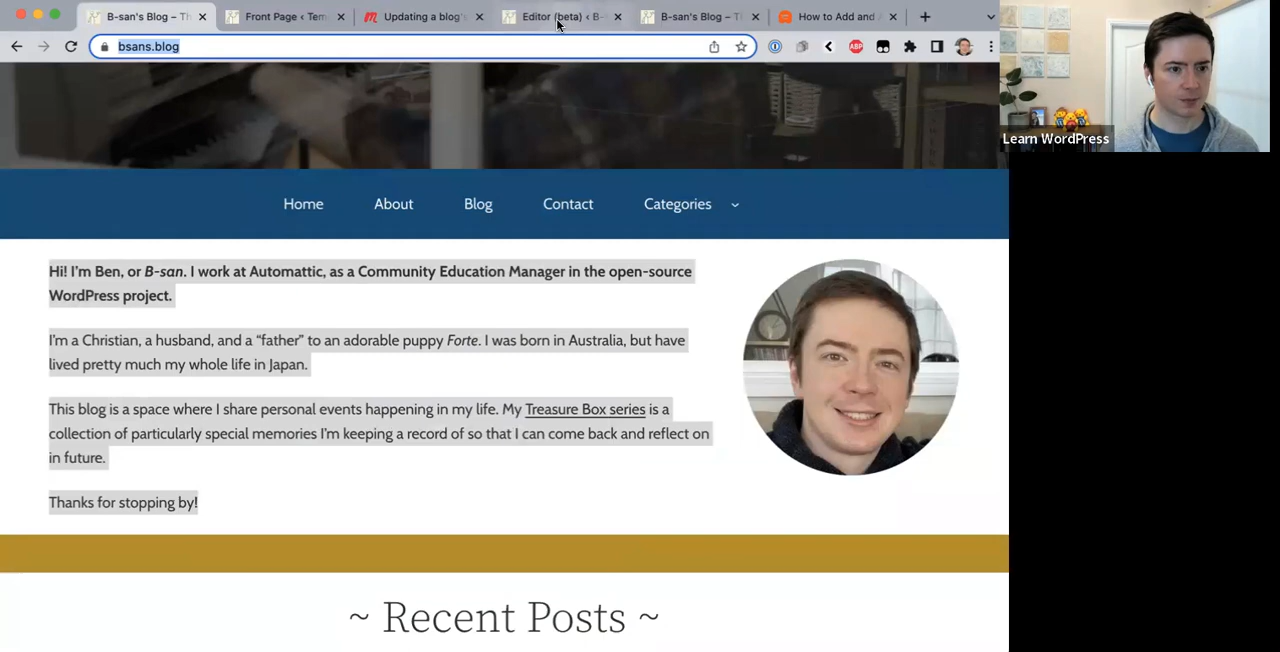 B-san's Blog – Th
Front Page ‹ Tem
Updating a blog's
Editor (beta) ‹ B-
B-san's Blog – Th
How to Add and
bsans.blog
ABP
Learn WordPress
Home
About
Blog
Contact
Categories
Hi! I'm Ben, or B-san. I work at Automattic, as a Community Education Manager in the open-source
WordPress project.
I'm a Christian, a husband, and a “father” to an adorable puppy Forte. I was born in Australia, but have
lived pretty much my whole life in Japan.
This blog is a space where I share personal events happening in my life. My Treasure Box series is a
collection of particularly special memories I'm keeping a record of so that I can come back and reflect on
in future.
Thanks for stopping by!
~ Recent Posts ~